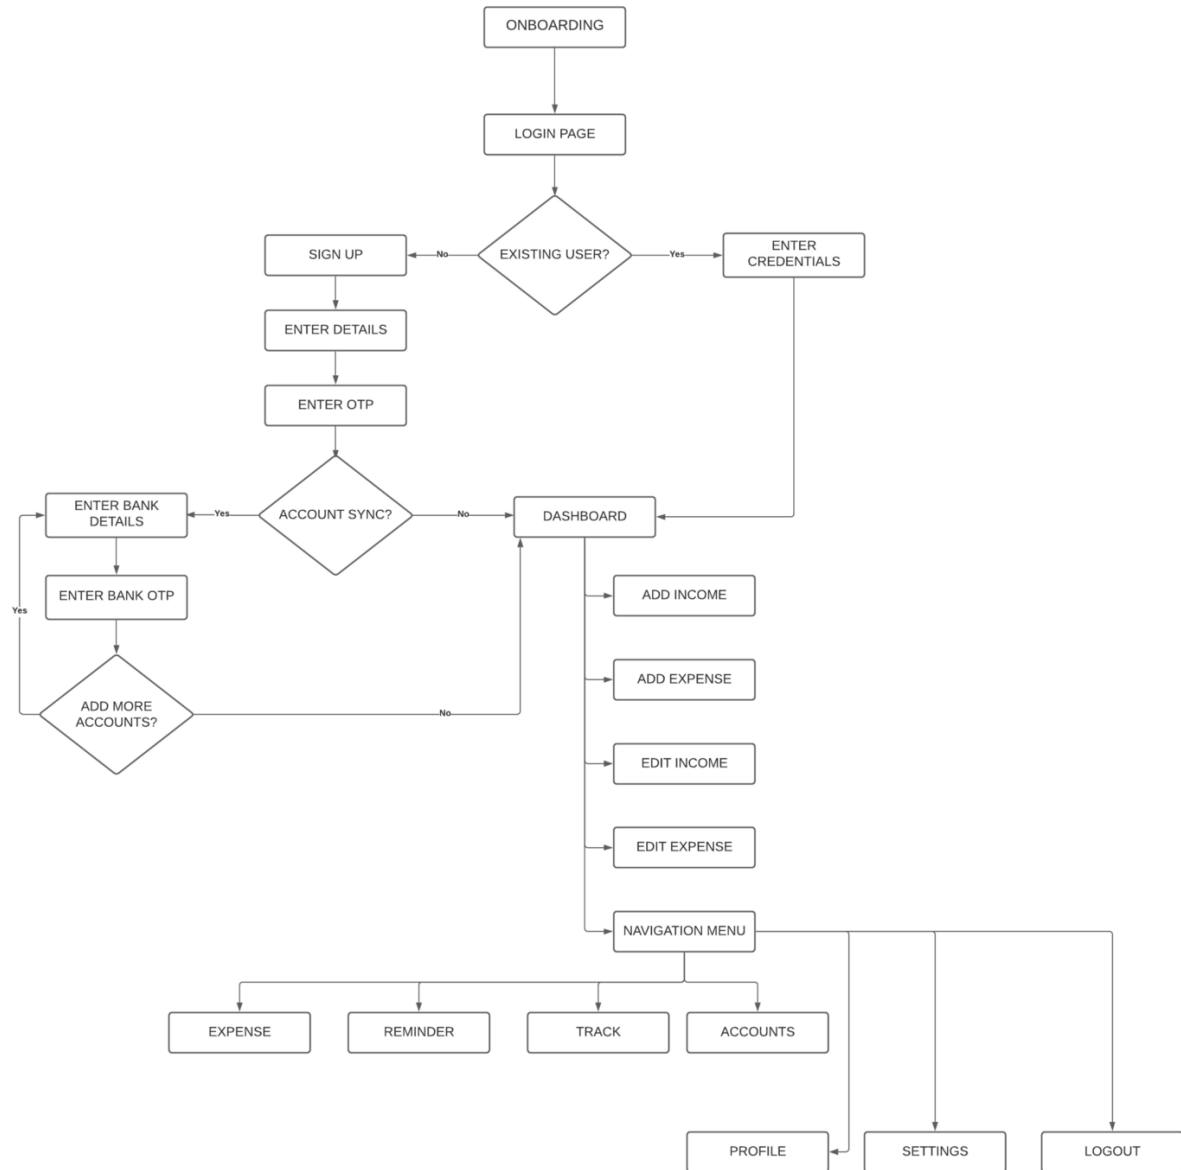 ONBOARDING
LOGIN PAGE
EXISTING USER?
No
Yes
SIGN UP
ENTER
CREDENTIALS
ENTER DETAILS
ENTER OTP
ACCOUNT SYNC?
Yes
No
ENTER BANK
DETAILS
DASHBOARD
ENTER BANK OTP
Yes
ADD MORE
ACCOUNTS?
No
ADD INCOME
ADD EXPENSE
EDIT INCOME
EDIT EXPENSE
NAVIGATION MENU
EXPENSE
REMINDER
TRACK
ACCOUNTS
PROFILE
SETTINGS
LOGOUT